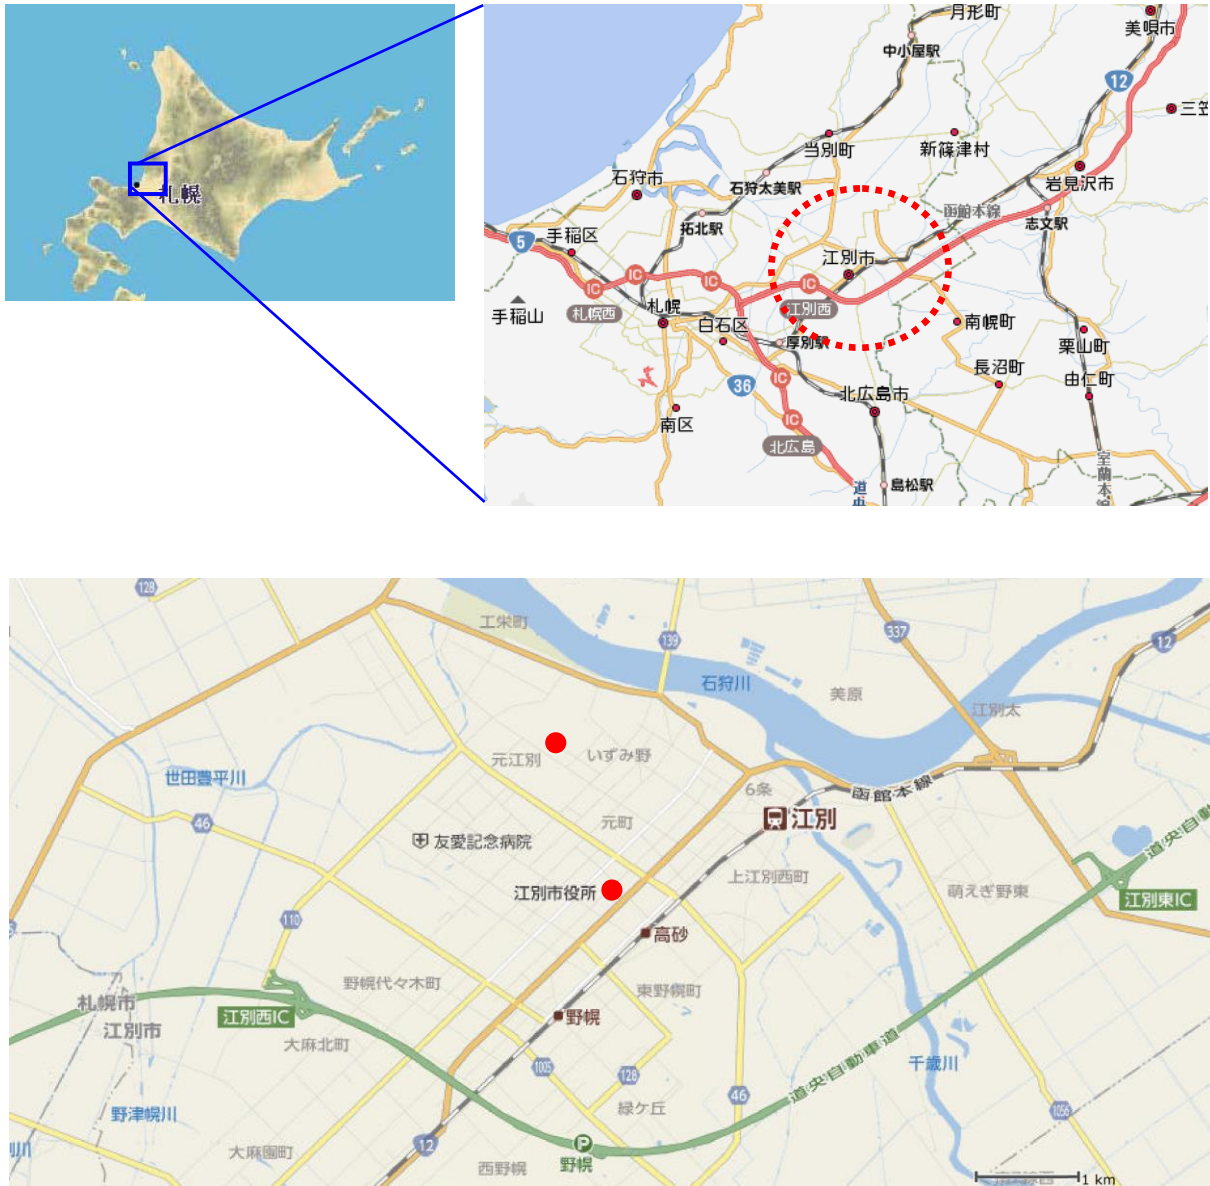 札幌
月形町
美唄市
中小屋駅
12
三笠
当別町
新篠津村
石狩市
石狩太美駅
岩見沢市
函館本線
志文駅
拓北駅
5
手稲区
江別市
IC
IC
IC
IC
手稲山
札幌西
札幌
江別西
白石区
南幌町
厚別駅
栗山町
長沼町
由仁町
36
IC
北広島市
IC
南区
北広島
室蘭本線
島松駅
道央
128
工栄町
139
337
12
石狩川
美原
江別太
元江別
いずみ野
世田豊平川
6条
函館本線
江別
46
元町
友愛記念病院
道央自動
上江別西町
萌えぎ野東
江別東IC
江別市役所
110
高砂
野幌代々木町
東野幌町
札幌市
江別市
江別西IC
野幌
大麻北町
道央自動車道
千歳川
1005
128
46
緑ケ丘
1056
野津幌川
12
大麻園町
P
野幌
西野幌
1 km